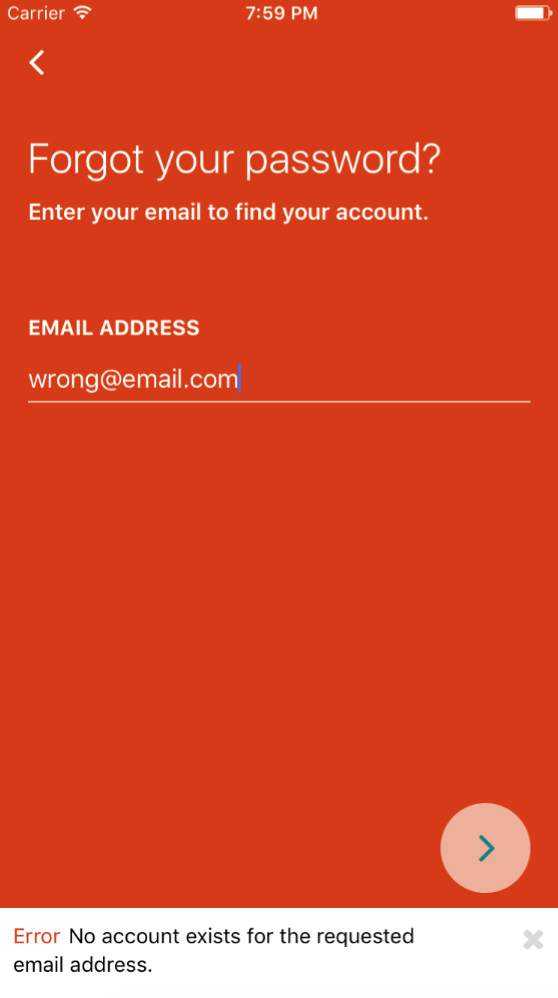 Carrier 7:59 PM
Forgot your password?
Enter your email to find your account.
EMAIL ADDRESS
wrong@email.com
Error No account exists for the requested
email address.